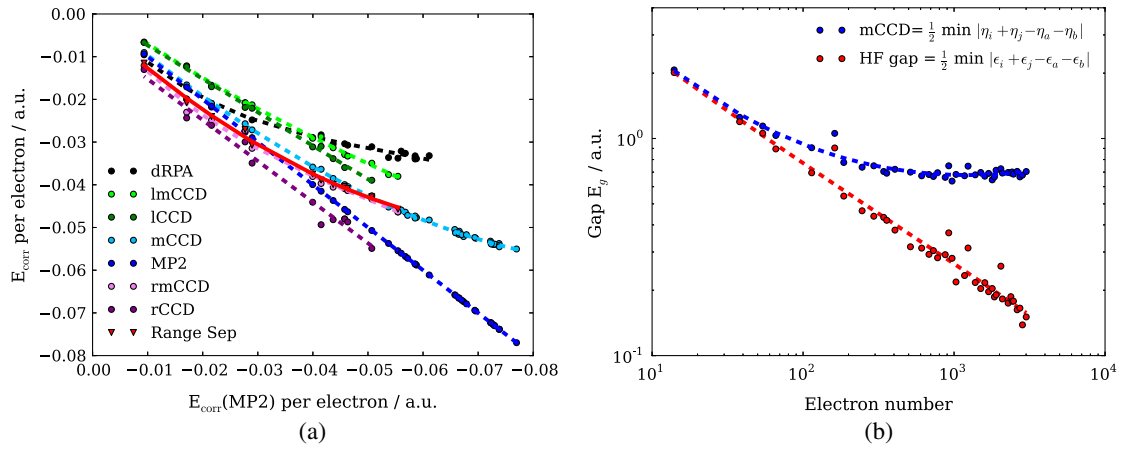 0.00
−0.01
−0.02
−0.03
−0.04
−0.05
−0.06
−0.07
−0.08
E_corr per electron / a.u.
dRPA
lmCCD
lCCD
mCCD
MP2
rmCCD
rCCD
Range Sep
0.00 −0.01 −0.02 −0.03 −0.04 −0.05 −0.06 −0.07 −0.08
E_corr(MP2) per electron / a.u.
(a)
mCCD= ½ min |η_i+η_j−η_a−η_b|
HF gap = ½ min |ϵ_i+ϵ_j−ϵ_a−ϵ_b|
10^0
10^-1
Gap E_g / a.u.
10^1 10^2 10^3 10^4
Electron number
(b)